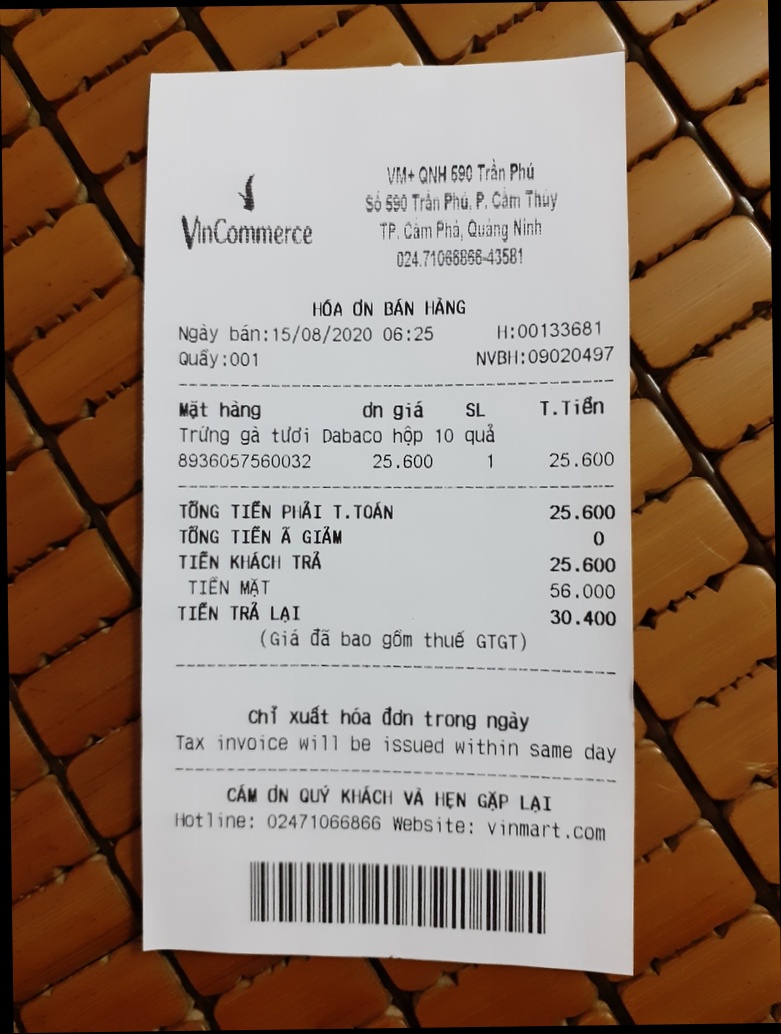 VinCommerce
VM+ QNH 590 Trần Phú
Số 590 Trần Phú, P. Cẩm Thủy
TP. Cẩm Phả, Quảng Ninh
024.71066866-43581
HÓA ƠN BÁN HÀNG
Ngày bán:15/08/2020 06:25 H:00133681
Quầy:001 NVBH:09020497
Mặt hàng ơn giá SL T.Tiền
Trứng gà tươi Dabaco hộp 10 quả
8936057560032 25.600 1 25.600
TỔNG TIỀN PHẢI T.TOÁN 25.600
TỔNG TIỀN Ã GIẢM 0
TIỀN KHÁCH TRẢ 25.600
TIỀN MẶT 56.000
TIỀN TRẢ LẠI 30.400
(Giá đã bao gồm thuế GTGT)
Chỉ xuất hóa đơn trong ngày
Tax invoice will be issued within same day
CÁM ƠN QUÝ KHÁCH VÀ HẸN GẶP LẠI
Hotline: 02471066866 Website: vinmart.com